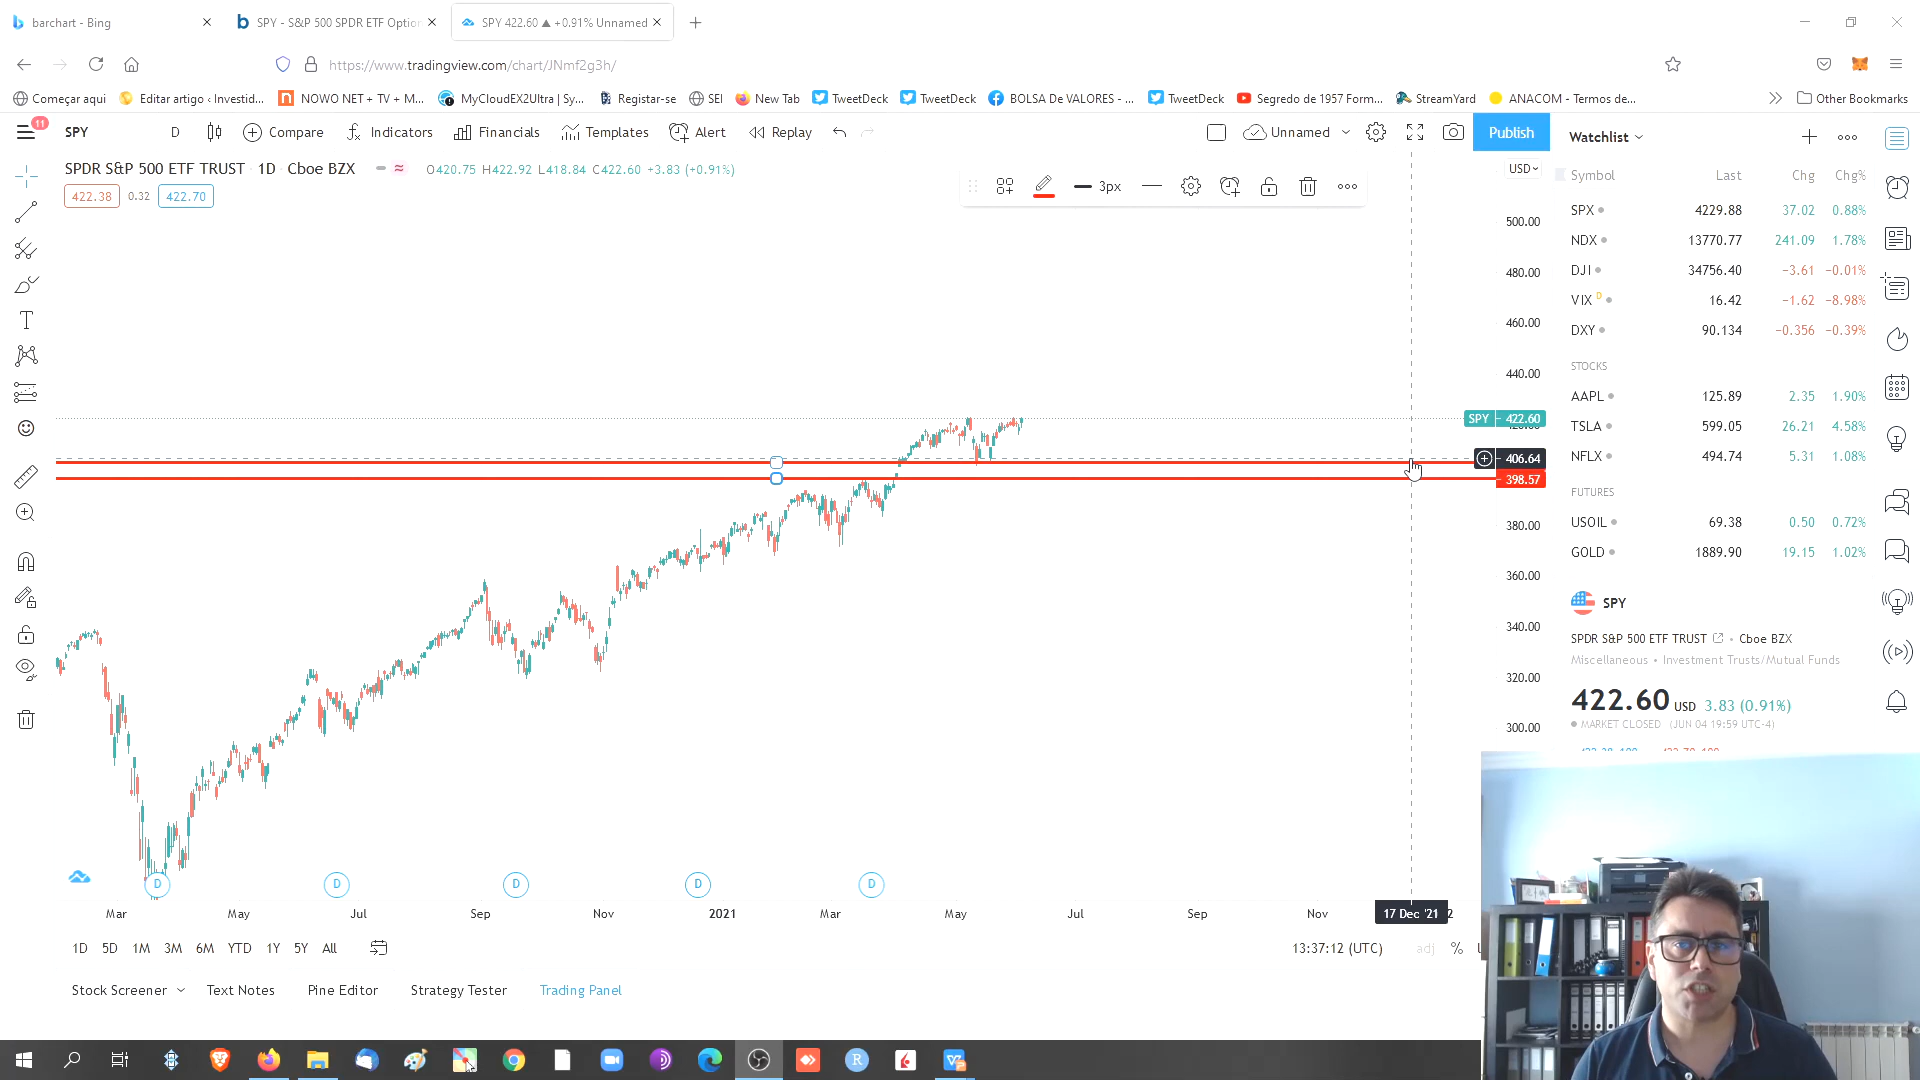 barchart - Bing
SPY - S&P 500 SPDR ETF Optio
SPY 422.60 ▲ +0.91% Unnamed
https://www.tradingview.com/chart/JNmf2g3h/
Começar aqui
Editar artigo ‹ Investid...
NOWO NET + TV + M...
MyCloudEX2Ultra | Sy...
Registar-se
SEI
New Tab
TweetDeck
TweetDeck
BOLSA De VALORES - ...
TweetDeck
Segredo de 1957 Form...
StreamYard
ANACOM - Termos de...
Other Bookmarks
11
SPY
D
Compare
Indicators
Financials
Templates
Alert
Replay
Unnamed
Publish
SPDR S&P 500 ETF TRUST · 1D · Cboe BZX
O420.75 H422.92 L418.84 C422.60 +3.83 (+0.91%)
422.38
0.32
422.70
3px
USD
500.00
480.00
460.00
440.00
SPY 422.60
406.64
398.57
380.00
360.00
340.00
320.00
300.00
D
D
D
D
D
Mar
May
Jul
Sep
Nov
2021
Mar
May
Jul
Sep
Nov
17 Dec '21
2
1D
5D
1M
3M
6M
YTD
1Y
5Y
All
13:37:12 (UTC)
adj
%
Stock Screener
Text Notes
Pine Editor
Strategy Tester
Trading Panel
Watchlist
Symbol Last Chg Chg%
SPX 4229.88 37.02 0.88%
NDX 13770.77 241.09 1.78%
DJI 34756.40 −3.61 −0.01%
VIX D 16.42 −1.62 −8.98%
DXY 90.134 −0.356 −0.39%
STOCKS
AAPL 125.89 2.35 1.90%
TSLA 599.05 26.21 4.58%
NFLX 494.74 5.31 1.08%
FUTURES
USOIL 69.38 0.50 0.72%
GOLD 1889.90 19.15 1.02%
SPY
SPDR S&P 500 ETF TRUST • Cboe BZX
Miscellaneous • Investment Trusts/Mutual Funds
422.60 USD 3.83 (0.91%)
MARKET CLOSED (JUN 04 19:59 UTC-4)